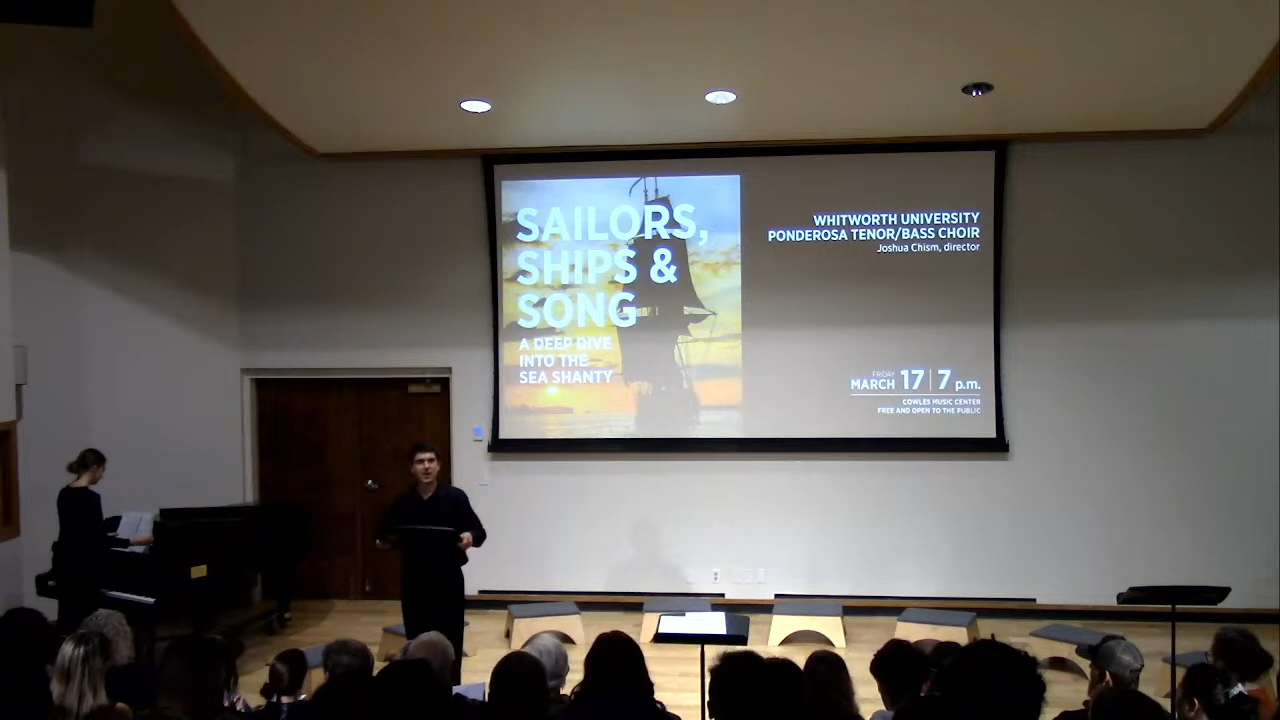 SAILORS,
SHIPS &
SONG
A DEEP DIVE
INTO THE
SEA SHANTY
WHITWORTH UNIVERSITY
PONDEROSA TENOR/BASS CHOIR
Joshua Chism, director
FRIDAY
MARCH 17 | 7 p.m.
COWLES MUSIC CENTER
FREE AND OPEN TO THE PUBLIC